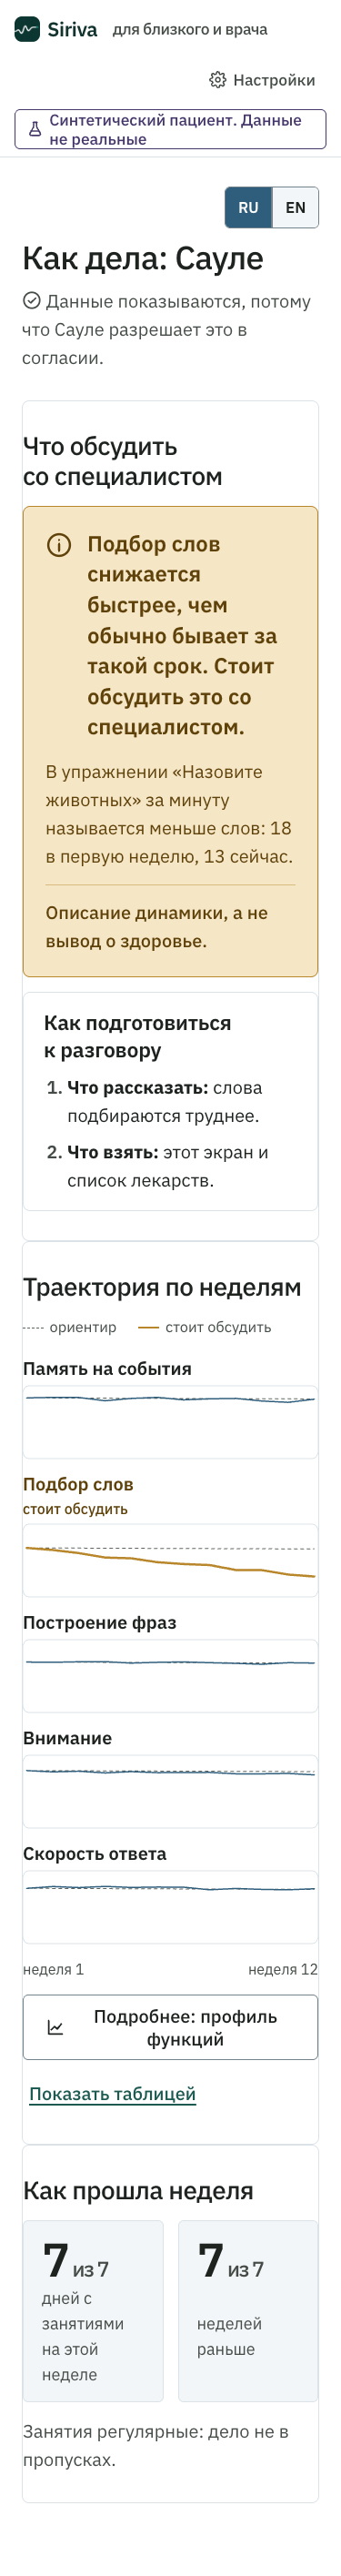 Siriva для близкого и врача
Настройки
Синтетический пациент. Данные
не реальные
RU EN
Как дела: Сауле
Данные показываются, потому
что Сауле разрешает это в
согласии.
Что обсудить
со специалистом
Подбор слов
снижается
быстрее, чем
обычно бывает за
такой срок. Стоит
обсудить это со
специалистом.
В упражнении «Назовите
животных» за минуту
называется меньше слов: 18
в первую неделю, 13 сейчас.
Описание динамики, а не
вывод о здоровье.
Как подготовиться
к разговору
1. Что рассказать: слова
подбираются труднее.
2. Что взять: этот экран и
список лекарств.
Траектория по неделям
ориентир стоит обсудить
Память на события
Подбор слов
стоит обсудить
Построение фраз
Внимание
Скорость ответа
неделя 1 неделя 12
Подробнее: профиль
функций
Показать таблицей
Как прошла неделя
7 из 7
дней с
занятиями
на этой
неделе
7 из 7
неделей
раньше
Занятия регулярные: дело не в
пропусках.